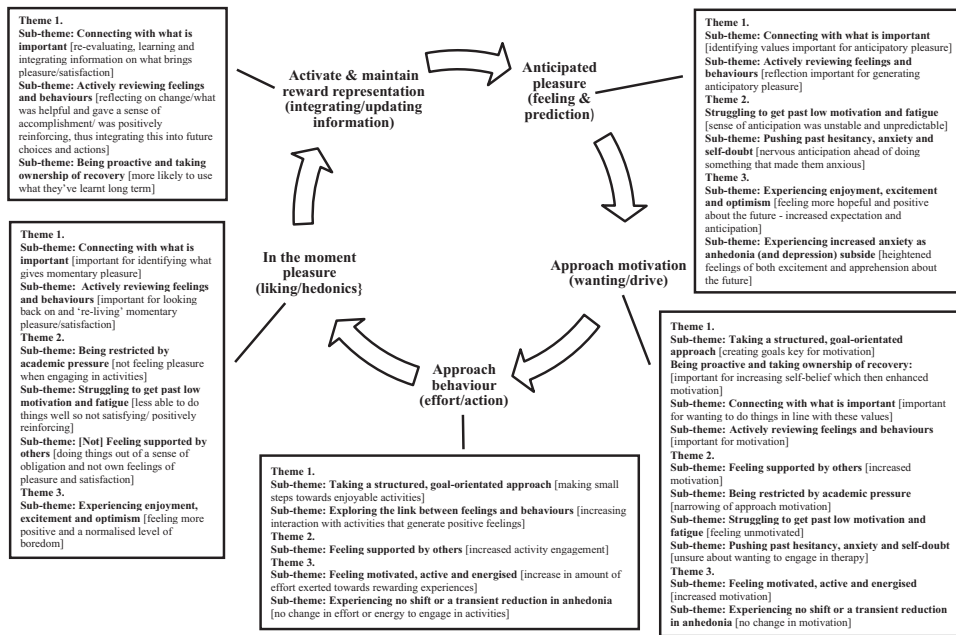 Theme 1.
Sub-theme: Connecting with what is
important [re-evaluating, learning and
integrating information on what brings
pleasure/satisfaction]
Sub-theme: Actively reviewing feelings
and behaviours [reflecting on change/what
was helpful and gave a sense of
accomplishment/ was positively
reinforcing, thus integrating this into future
choices and actions]
Sub-theme: Being proactive and taking
ownership of recovery [more likely to use
what they've learnt long term]
Activate & maintain
reward representation
(integrating/updating
information)
Anticipated
pleasure
(feeling &
prediction)
Theme 1.
Sub-theme: Connecting with what is important
[identifying values important for anticipatory pleasure]
Sub-theme: Actively reviewing feelings and
behaviours [reflection important for generating
anticipatory pleasure]
Theme 2.
Struggling to get past low motivation and fatigue
[sense of anticipation was unstable and unpredictable]
Sub-theme: Pushing past hesitancy, anxiety and
self-doubt [nervous anticipation ahead of doing
something that made them anxious]
Theme 3.
Sub-theme: Experiencing enjoyment, excitement
and optimism [feeling more hopeful and positive
about the future - increased expectation and
anticipation]
Sub-theme: Experiencing increased anxiety as
anhedonia (and depression) subside [heightened
feelings of both excitement and apprehension about
the future]
Theme 1.
Sub-theme: Connecting with what is
important [important for identifying what
gives momentary pleasure]
Sub-theme: Actively reviewing feelings
and behaviours [important for looking
back on and 're-living' momentary
pleasure/satisfaction]
Theme 2.
Sub-theme: Being restricted by
academic pressure [not feeling pleasure
when engaging in activities]
Sub-theme: Struggling to get past low
motivation and fatigue [less able to do
things well so not satisfying/ positively
reinforcing]
Sub-theme: [Not] Feeling supported by
others [doing things out of a sense of
obligation and not own feelings of
pleasure and satisfaction]
Theme 3.
Sub-theme: Experiencing enjoyment,
excitement and optimism [feeling
more positive and a normalised level of
boredom]
In the moment
pleasure
(liking/hedonics}
Approach motivation
(wanting/drive)
Approach
behaviour
(effort/action)
Theme 1.
Sub-theme: Taking a structured, goal-orientated
approach [creating goals key for motivation]
Being proactive and taking ownership of recovery:
[important for increasing self-belief which then enhanced
motivation]
Sub-theme: Connecting with what is important [important
for wanting to do things in line with these values]
Sub-theme: Actively reviewing feelings and behaviours
[important for motivation]
Theme 2.
Sub-theme: Feeling supported by others [increased
motivation]
Sub-theme: Being restricted by academic pressure
[narrowing of approach motivation]
Sub-theme: Struggling to get past low motivation and
fatigue [feeling unmotivated]
Sub-theme: Pushing past hesitancy, anxiety and self-doubt
[unsure about wanting to engage in therapy]
Theme 3.
Sub-theme: Feeling motivated, active and energised
[increased motivation]
Sub-theme: Experiencing no shift or a transient reduction
in anhedonia [no change in motivation]
Theme 1.
Sub-theme: Taking a structured, goal-orientated approach [making small
steps towards enjoyable activities]
Sub-theme: Exploring the link between feelings and behaviours [increasing
interaction with activities that generate positive feelings]
Theme 2.
Sub-theme: Feeling supported by others [increased activity engagement]
Theme 3.
Sub-theme: Feeling motivated, active and energised [increase in amount of
effort exerted towards rewarding experiences]
Sub-theme: Experiencing no shift or a transient reduction in anhedonia
[no change in effort or energy to engage in activities]